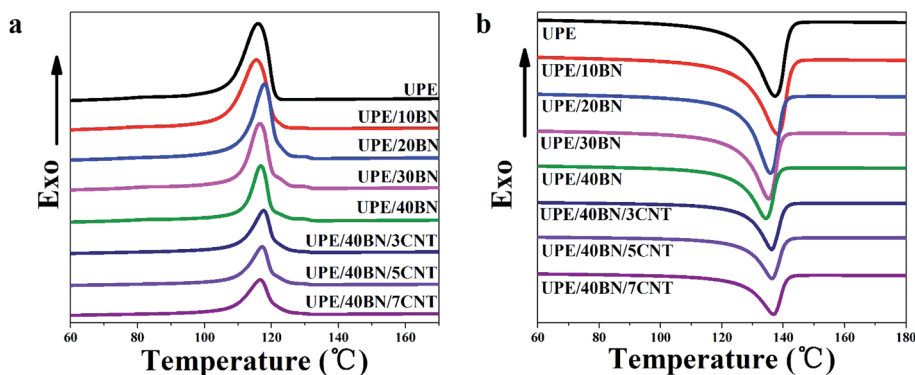 a
Exo
UPE
UPE/10BN
UPE/20BN
UPE/30BN
UPE/40BN
UPE/40BN/3CNT
UPE/40BN/5CNT
UPE/40BN/7CNT
60 80 100 120 140 160
Temperature (℃)
b
Exo
UPE
UPE/10BN
UPE/20BN
UPE/30BN
UPE/40BN
UPE/40BN/3CNT
UPE/40BN/5CNT
UPE/40BN/7CNT
60 80 100 120 140 160 180
Temperature (℃)